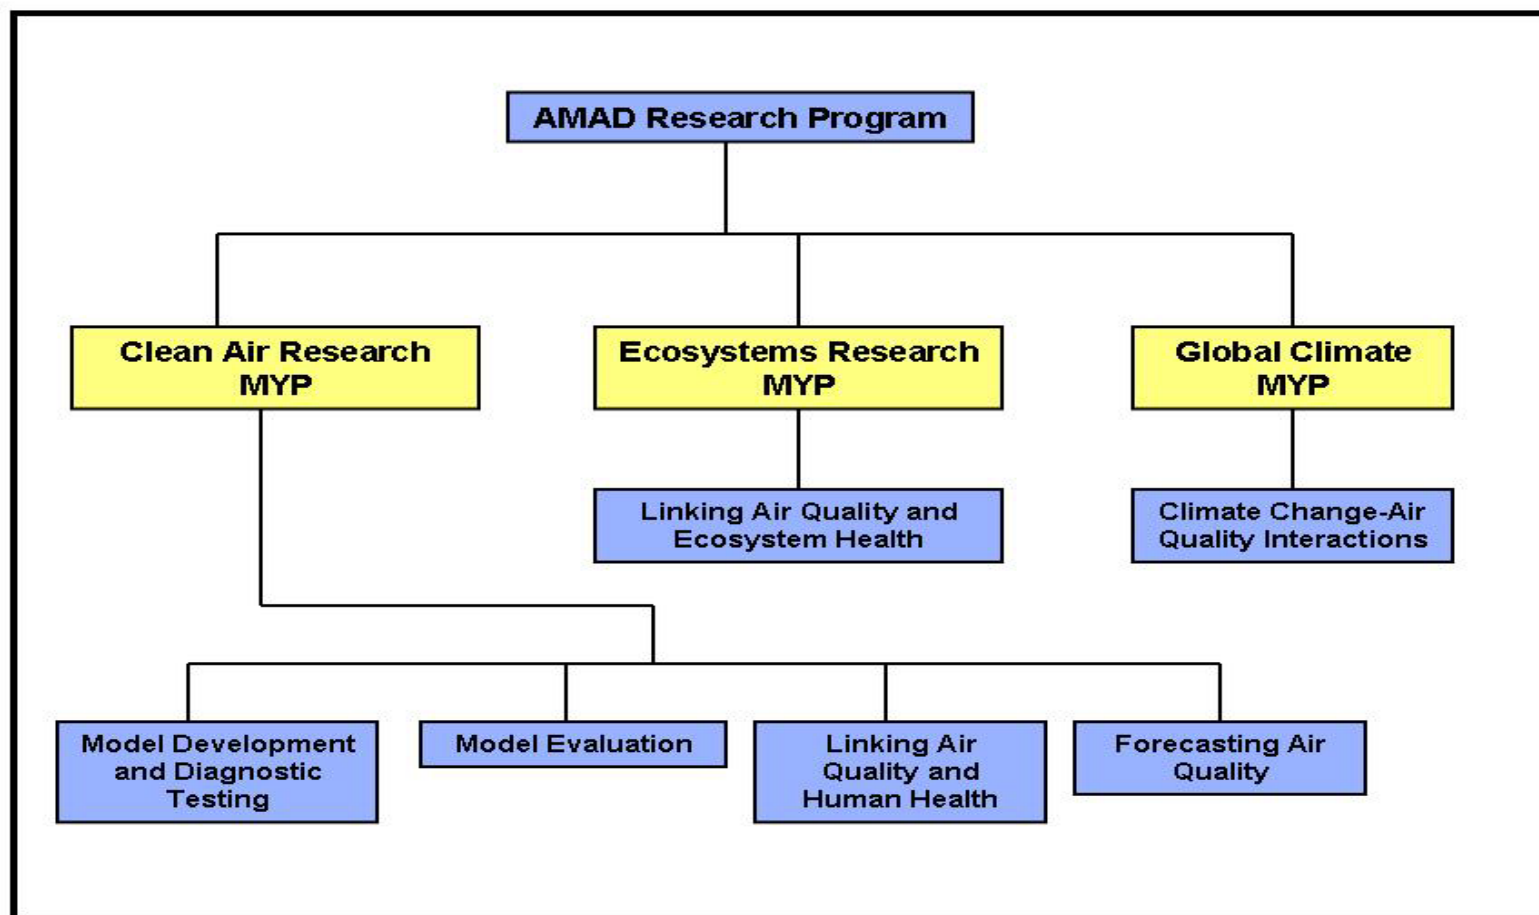 AMAD Research Program
Clean Air Research
MYP
Ecosystems Research
MYP
Global Climate
MYP
Linking Air Quality and
Ecosystem Health
Climate Change-Air
Quality Interactions
Model Development
and Diagnostic
Testing
Model Evaluation
Linking Air
Quality and
Human Health
Forecasting Air
Quality